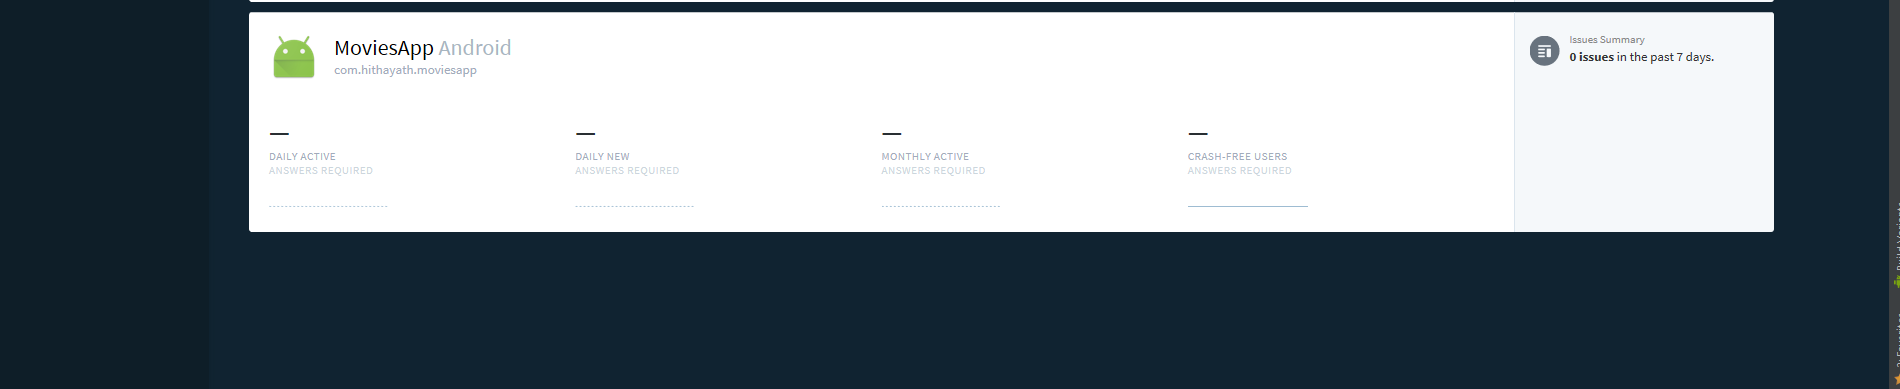 MoviesApp Android
com.hithayath.moviesapp
Issues Summary
0 issues in the past 7 days.
—
DAILY ACTIVE
ANSWERS REQUIRED
—
DAILY NEW
ANSWERS REQUIRED
—
MONTHLY ACTIVE
ANSWERS REQUIRED
—
CRASH-FREE USERS
ANSWERS REQUIRED